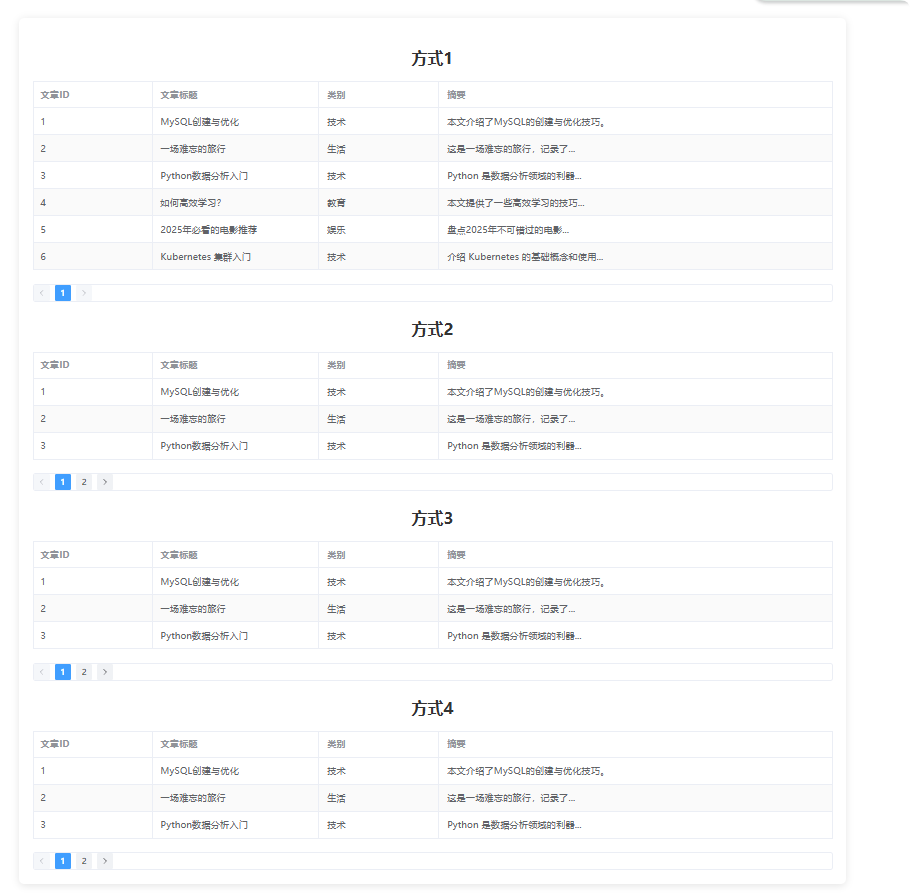 方式1
文章ID 文章标题 类别 摘要
1 MySQL创建与优化 技术 本文介绍了MySQL的创建与优化技巧。
2 一场难忘的旅行 生活 这是一场难忘的旅行，记录了...
3 Python数据分析入门 技术 Python 是数据分析领域的利器...
4 如何高效学习? 教育 本文提供了一些高效学习的技巧...
5 2025年必看的电影推荐 娱乐 盘点2025年不可错过的电影...
6 Kubernetes 集群入门 技术 介绍 Kubernetes 的基础概念和使用...
< 1 >
方式2
文章ID 文章标题 类别 摘要
1 MySQL创建与优化 技术 本文介绍了MySQL的创建与优化技巧。
2 一场难忘的旅行 生活 这是一场难忘的旅行，记录了...
3 Python数据分析入门 技术 Python 是数据分析领域的利器...
< 1 2 >
方式3
文章ID 文章标题 类别 摘要
1 MySQL创建与优化 技术 本文介绍了MySQL的创建与优化技巧。
2 一场难忘的旅行 生活 这是一场难忘的旅行，记录了...
3 Python数据分析入门 技术 Python 是数据分析领域的利器...
< 1 2 >
方式4
文章ID 文章标题 类别 摘要
1 MySQL创建与优化 技术 本文介绍了MySQL的创建与优化技巧。
2 一场难忘的旅行 生活 这是一场难忘的旅行，记录了...
3 Python数据分析入门 技术 Python 是数据分析领域的利器...
< 1 2 >